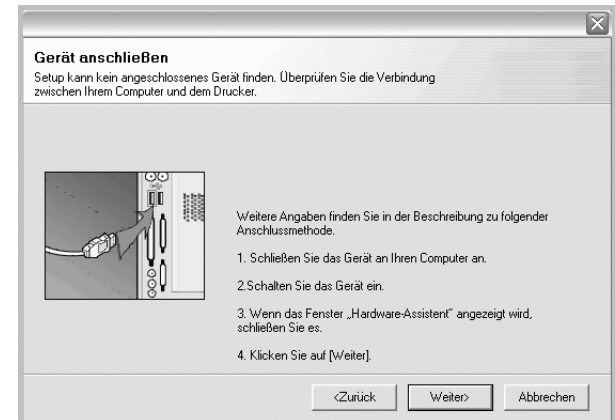 Gerät anschließen
Setup kann kein angeschlossenes Gerät finden. Überprüfen Sie die Verbindung
zwischen Ihrem Computer und dem Drucker.
Weitere Angaben finden Sie in der Beschreibung zu folgender
Anschlussmethode.
1. Schließen Sie das Gerät an Ihren Computer an.
2.Schalten Sie das Gerät ein.
3. Wenn das Fenster „Hardware-Assistent" angezeigt wird,
schließen Sie es.
4. Klicken Sie auf [Weiter].
<Zurück
Weiter>
Abbrechen